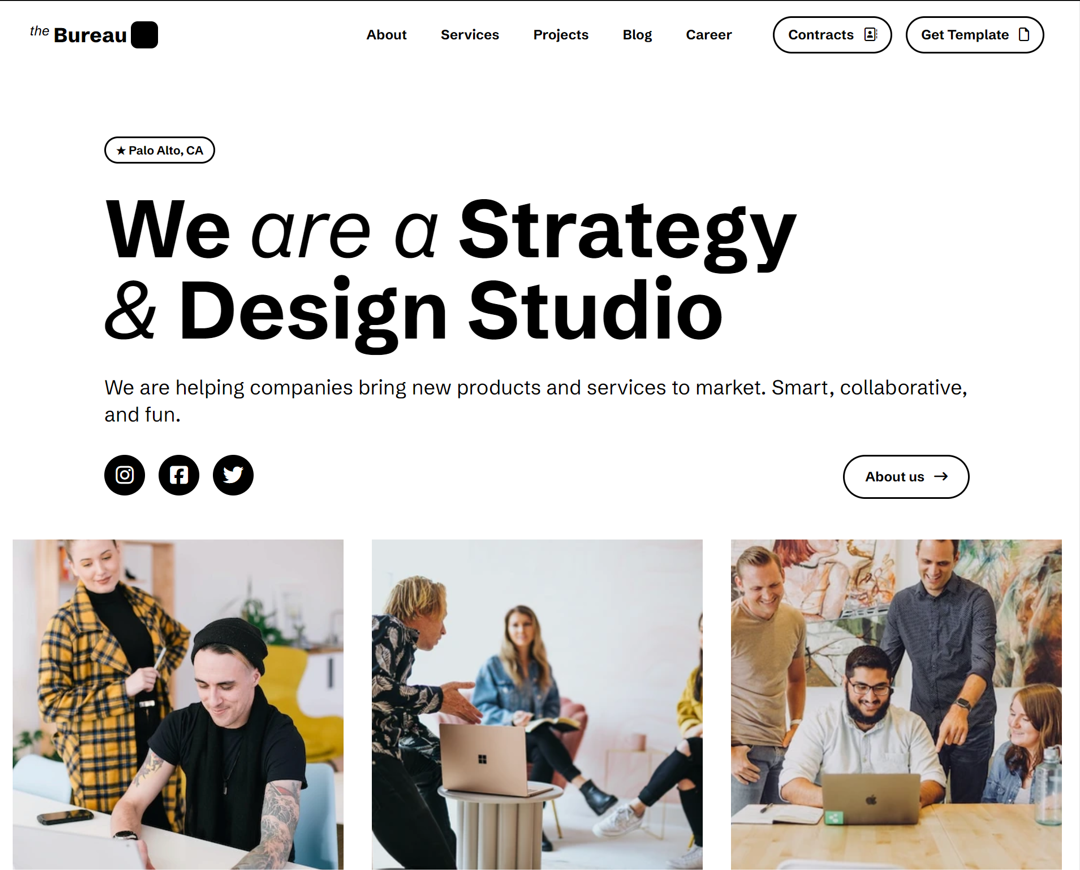 the Bureau
About Services Projects Blog Career Contracts Get Template
★ Palo Alto, CA
We are a Strategy
& Design Studio
We are helping companies bring new products and services to market. Smart, collaborative,
and fun.
About us →